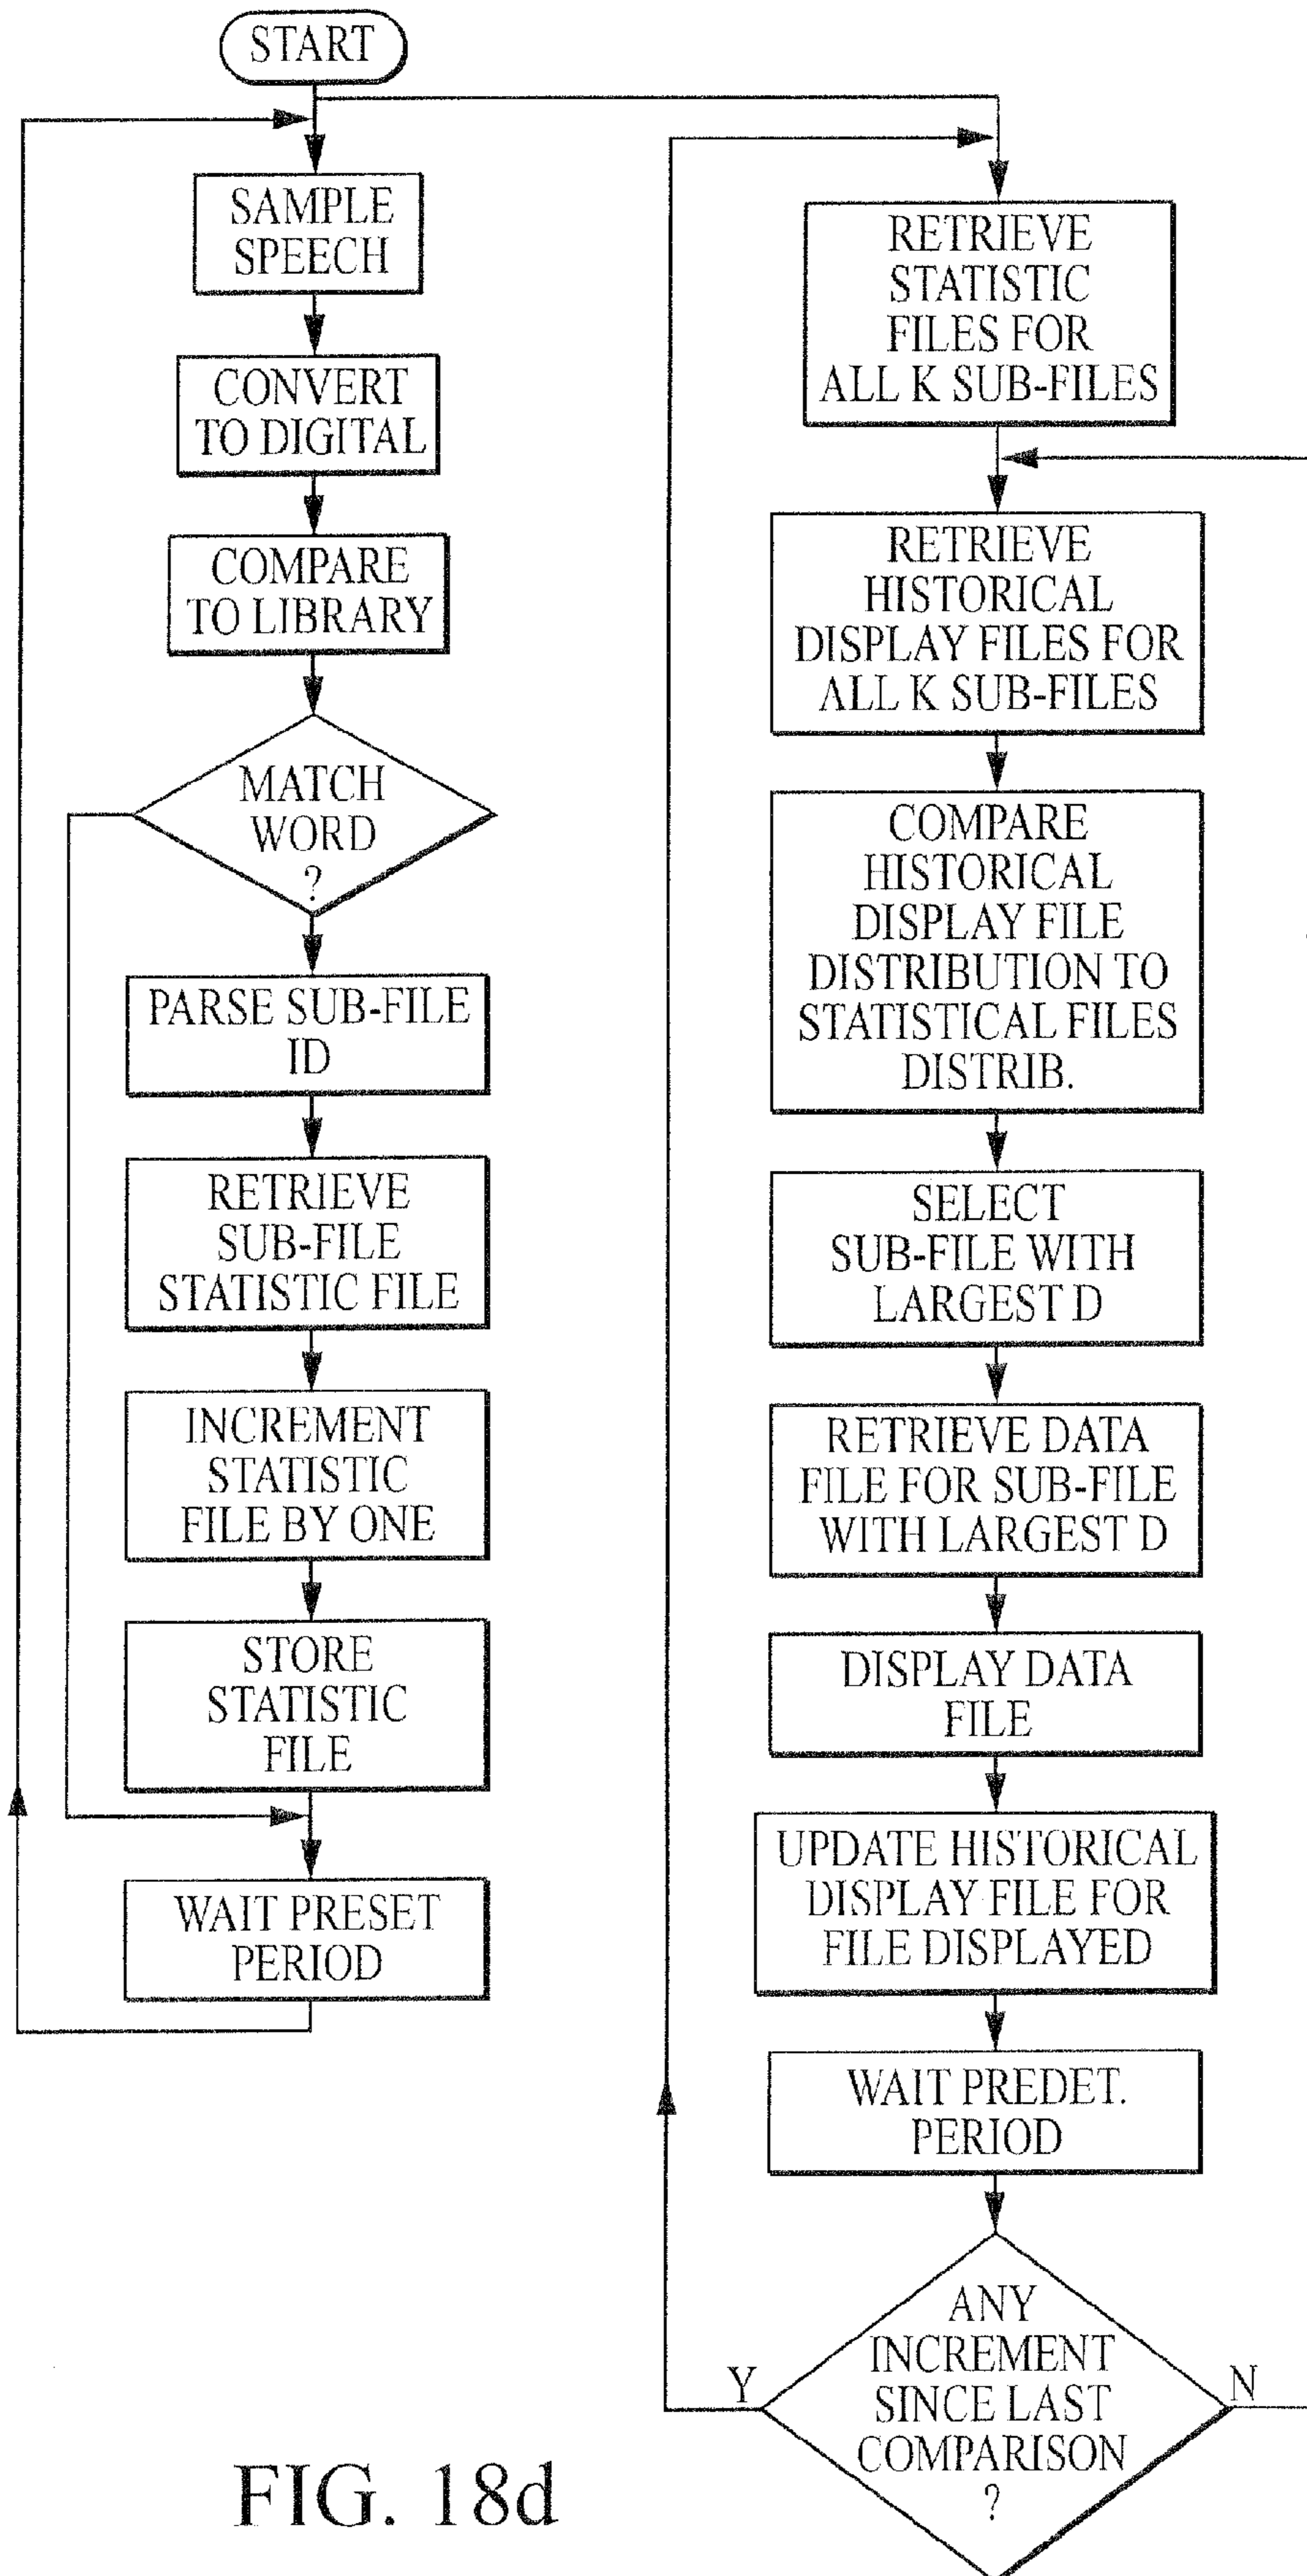 START
SAMPLE
SPEECH
CONVERT
TO DIGITAL
COMPARE
TO LIBRARY
MATCH
WORD
?
PARSE SUB-FILE
ID
RETRIEVE
SUB-FILE
STATISTIC FILE
INCREMENT
STATISTIC
FILE BY ONE
STORE
STATISTIC
FILE
WAIT PRESET
PERIOD
RETRIEVE
STATISTIC
FILES FOR
ALL K SUB-FILES
RETRIEVE
HISTORICAL
DISPLAY FILES FOR
ALL K SUB-FILES
COMPARE
HISTORICAL
DISPLAY FILE
DISTRIBUTION TO
STATISTICAL FILES
DISTRIB.
SELECT
SUB-FILE WITH
LARGEST D
RETRIEVE DATA
FILE FOR SUB-FILE
WITH LARGEST D
DISPLAY DATA
FILE
UPDATE HISTORICAL
DISPLAY FILE FOR
FILE DISPLAYED
WAIT PREDET.
PERIOD
ANY
INCREMENT
SINCE LAST
COMPARISON
?
Y
N
FIG. 18d